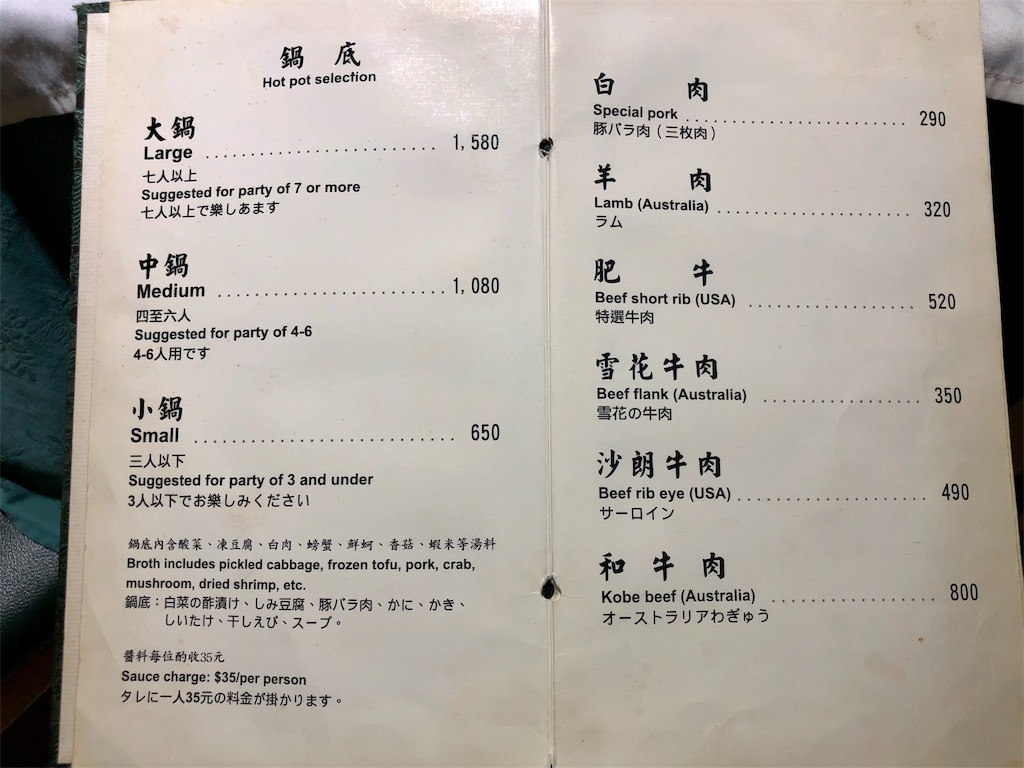 鍋 底
Hot pot selection
大鍋
Large ........................ 1,580
七人以上
Suggested for party of 7 or more
七人以上で樂しあます
中鍋
Medium ........................ 1,080
四至六人
Suggested for party of 4-6
4-6人用です
小鍋
Small ........................ 650
三人以下
Suggested for party of 3 and under
3人以下でお樂しみください
鍋底內含酸菜、凍豆腐、白肉、螃蟹、鮮蚵、香菇、蝦米等湯料
Broth includes pickled cabbage, frozen tofu, pork, crab,
mushroom, dried shrimp, etc.
鍋底：白菜の酢漬け、しみ豆腐、豚バラ肉、かに、かき、
しいたけ、干しえび、スープ。
醬料每位酌收35元
Sauce charge: $35/per person
タレに一人35元の料金が掛かります。
白 肉
Special pork ........................ 290
豚バラ肉（三枚肉）
羊 肉
Lamb (Australia) ........................ 320
ラム
肥 牛
Beef short rib (USA) ........................ 520
特選牛肉
雪花牛肉
Beef flank (Australia) ........................ 350
雪花の牛肉
沙朗牛肉
Beef rib eye (USA) ........................ 490
サーロイン
和 牛 肉
Kobe beef (Australia) ........................ 800
オーストラリアわぎゅう